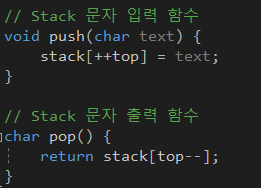 // Stack 문자 입력 함수
void push(char text) {
    stack[++top] = text;
}
// Stack 문자 출력 함수
char pop() {
    return stack[top--];
}